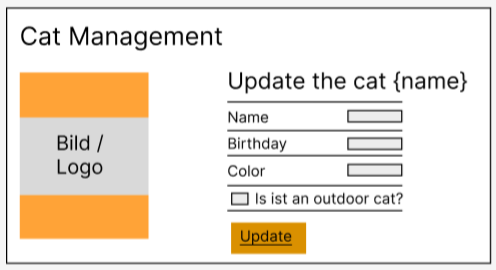 Cat Management
Bild /
Logo
Update the cat {name}
Name
Birthday
Color
Is ist an outdoor cat?
Update